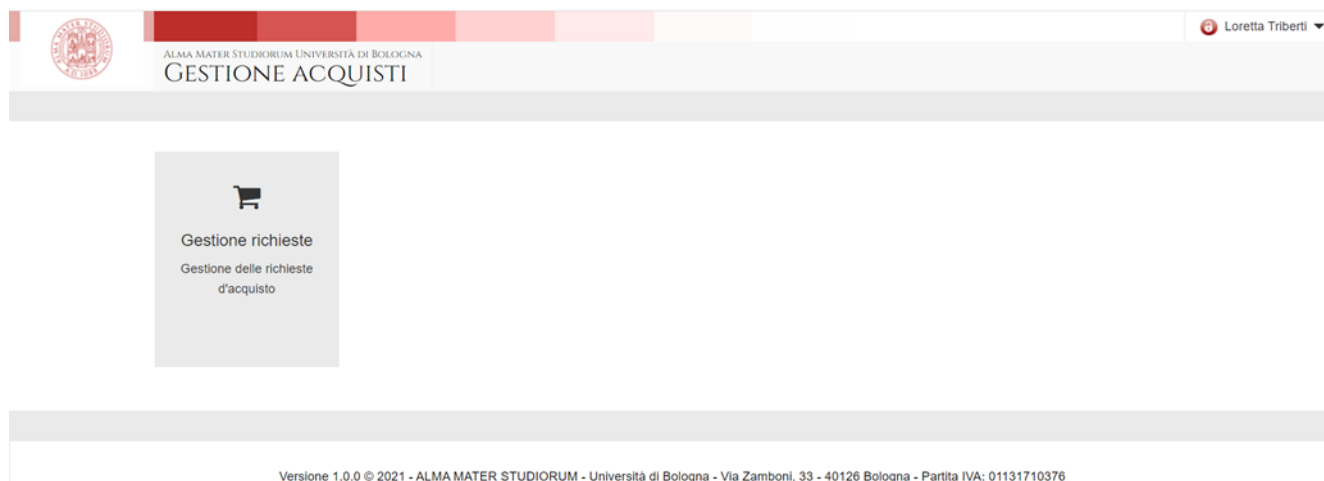 Loretta Triberti
ALMA MATER STUDIORUM UNIVERSITÀ DI BOLOGNA
GESTIONE ACQUISTI
Gestione richieste
Gestione delle richieste
d'acquisto
Versione 1.0.0 © 2021 - ALMA MATER STUDIORUM - Università di Bologna - Via Zamboni, 33 - 40126 Bologna - Partita IVA: 01131710376